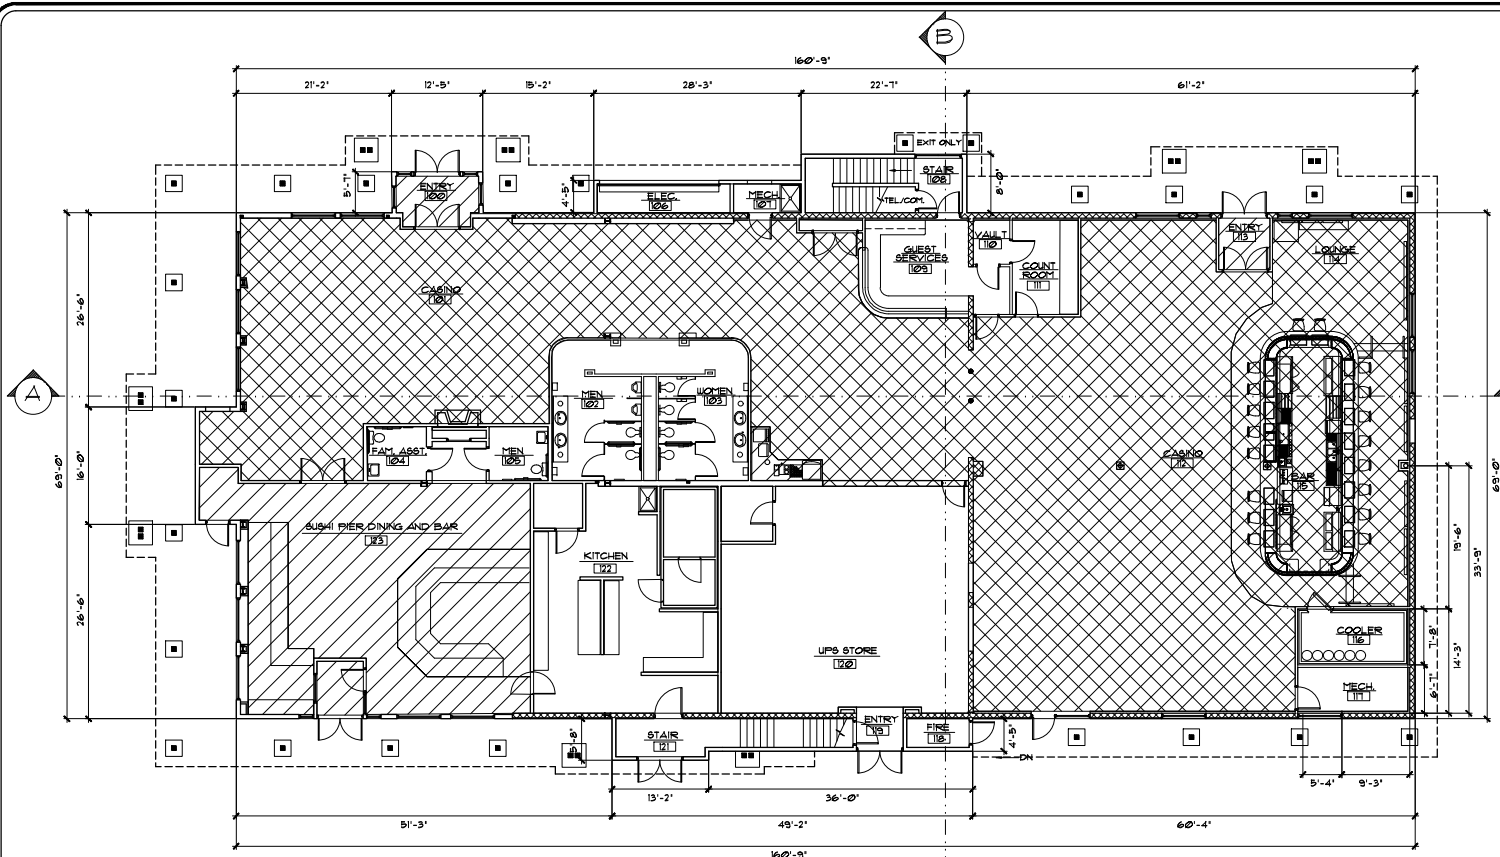 B
160'-9"
21'-2"
12'-5"
15'-2"
28'-3"
22'-7"
61'-2"
EXIT ONLY
5'-7"
ENTRY
100
4'-5"
ELEC.
106
MECH.
107
STAIR
108
TEL/COM.
8'-0"
GUEST
SERVICES
109
VAULT
110
COUNT
ROOM
111
ENTRY
113
LOUNGE
114
CASINO
101
26'-6"
A
MEN
102
WOMEN
103
FAM. ASST.
104
MEN
105
16'-0"
69'-0"
CASINO
112
BAR
115
69'-0"
SUSHI PIER DINING AND BAR
123
KITCHEN
122
19'-6"
33'-9"
26'-6"
UPS STORE
120
COOLER
116
7'-8"
14'-3"
MECH.
117
6'-7"
STAIR
121
5'-8"
ENTRY
119
FIRE
118
4'-5"
DN
13'-2"
36'-0"
5'-4"
9'-3"
51'-3"
49'-2"
60'-4"
160'-9"